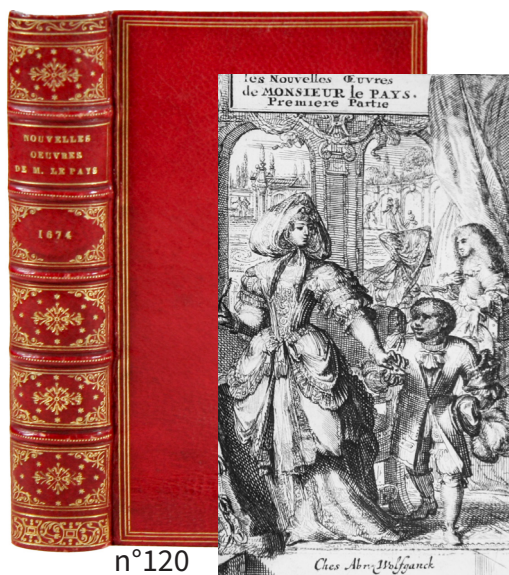 NOUVELLES
OEUVRES
DE M. LE PAYS
1674
les Nouvelles Œuvres
de MONSIEUR le PAYS.
Premiere Partie
Ches Abr. Wolfganck
n°120